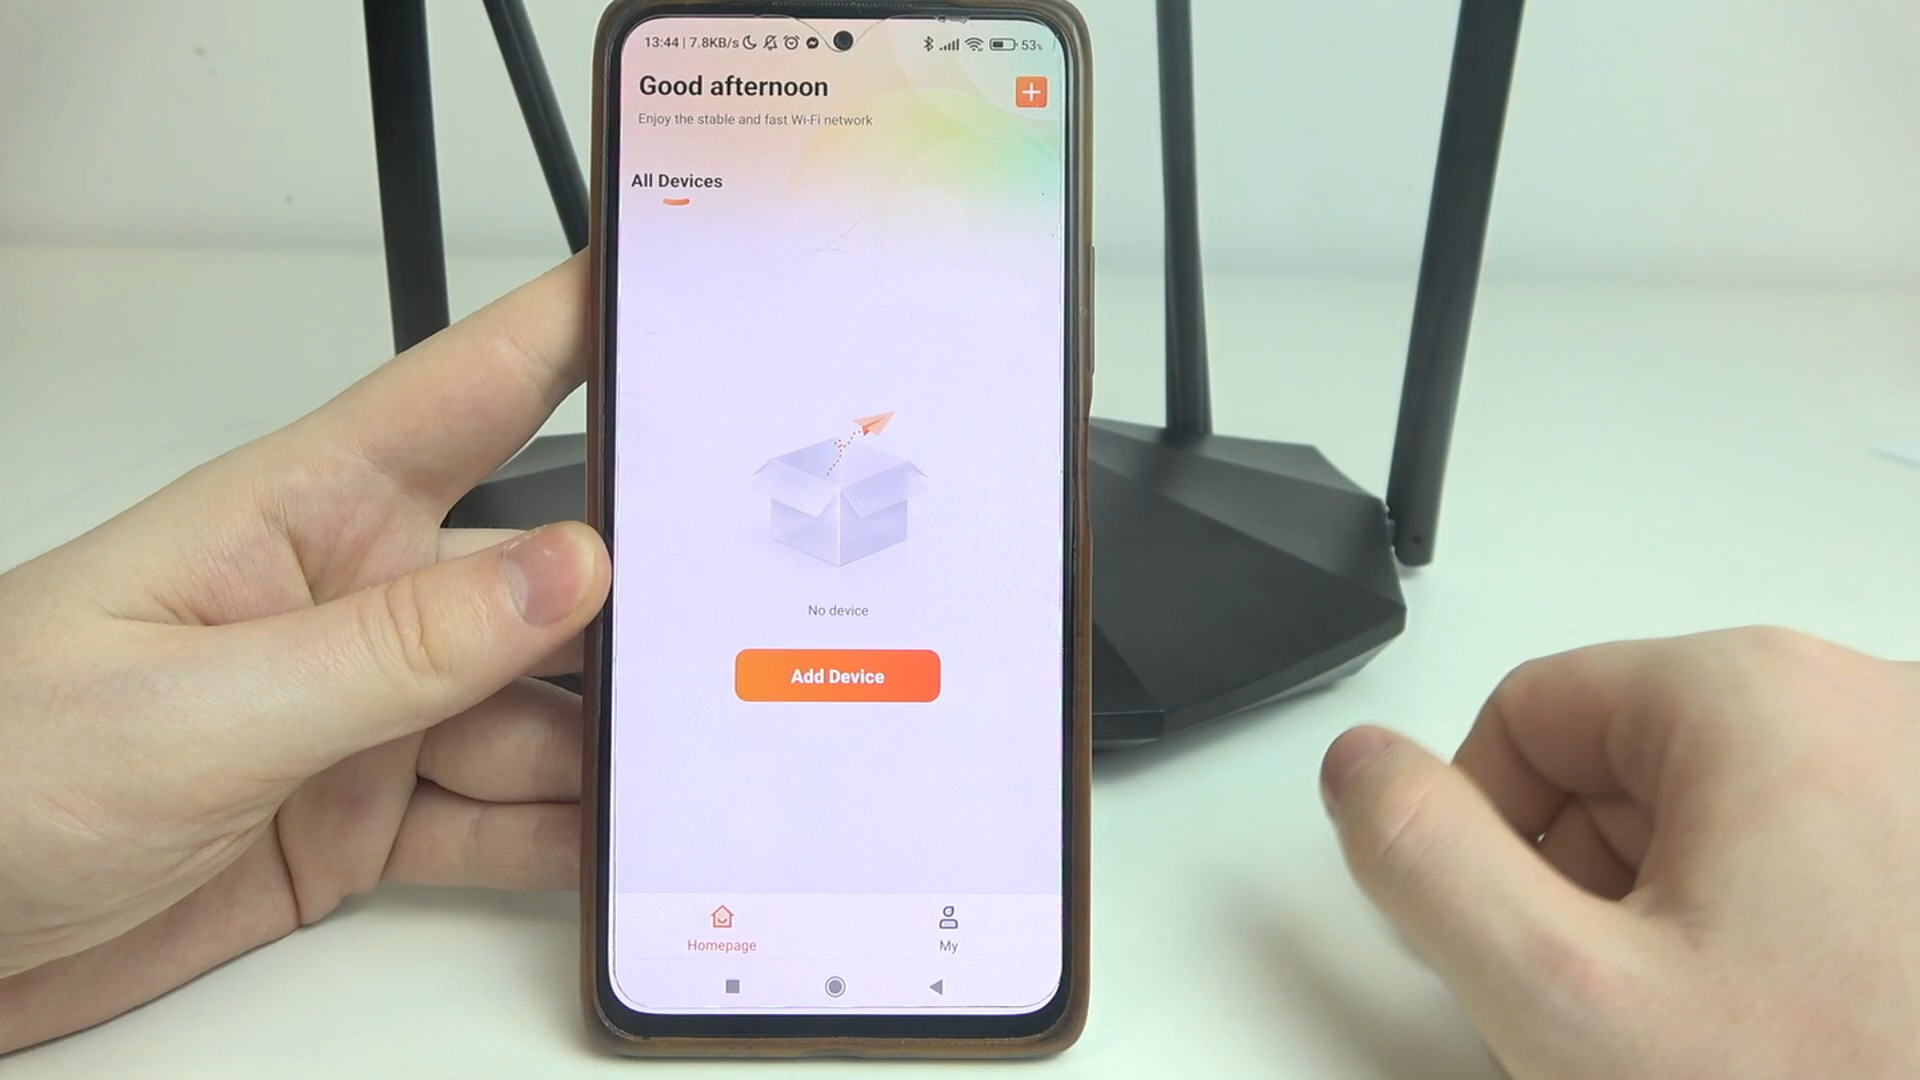 13:44 | 7.8KB/s
53%
Good afternoon
Enjoy the stable and fast Wi-Fi network
All Devices
No device
Add Device
Homepage
My